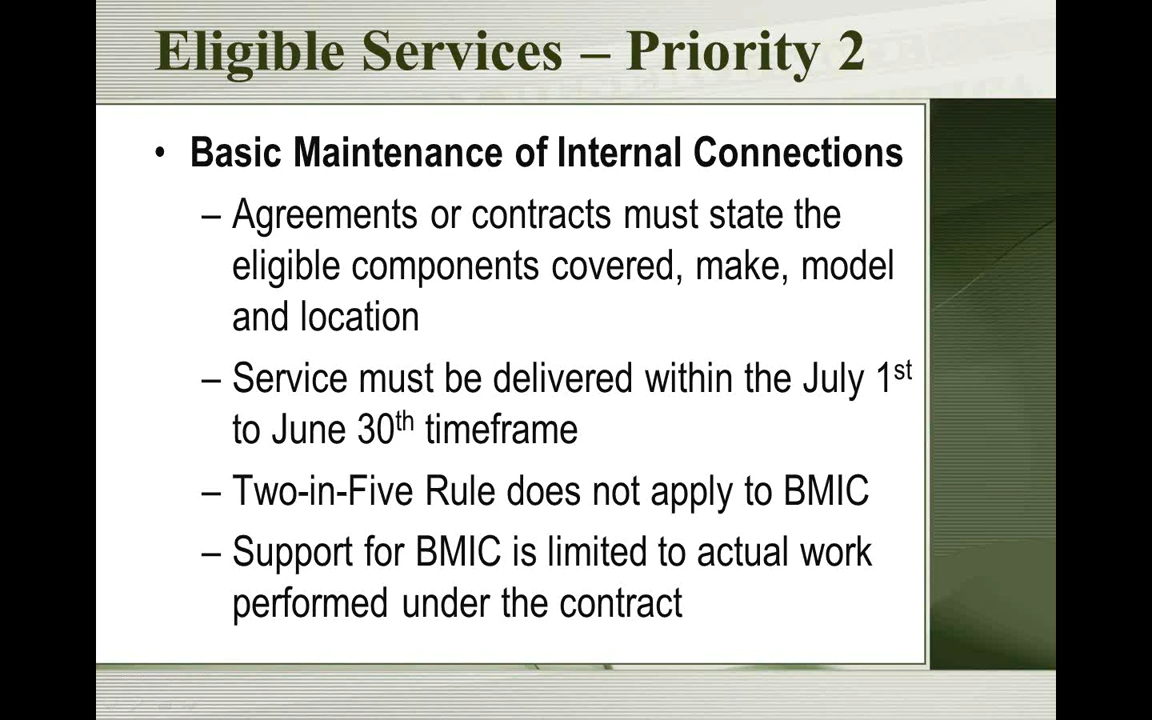 Eligible Services – Priority 2
• Basic Maintenance of Internal Connections
– Agreements or contracts must state the
eligible components covered, make, model
and location
– Service must be delivered within the July 1st
to June 30th timeframe
– Two-in-Five Rule does not apply to BMIC
– Support for BMIC is limited to actual work
performed under the contract